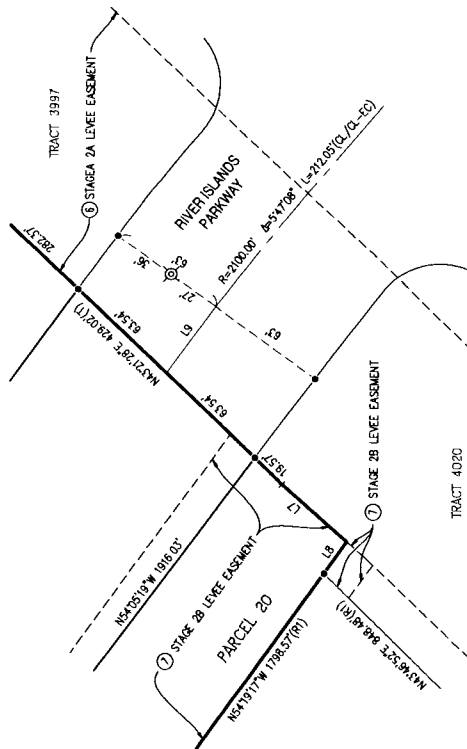 TRACT 3997
⑥ STAGEA 2A LEVEE EASEMENT
282.37'
RIVER ISLANDS
PARKWAY
36'
63'
27'
R=2100.00' Δ=5°47'08" L=212.05'(CL/CL-EC)
N43°21'28"E 429.02'(T)
63.54'
L9
63'
63.54'
19.57'
L7
⑦ STAGE 2B LEVEE EASEMENT
N54°05'19"W 1916.03'
⑦ STAGE 2B LEVEE EASEMENT
PARCEL 20
L8
N54°19'17"W 1798.57'(R1)
N43°46'52"E 848.48'(R1)
TRACT 4020